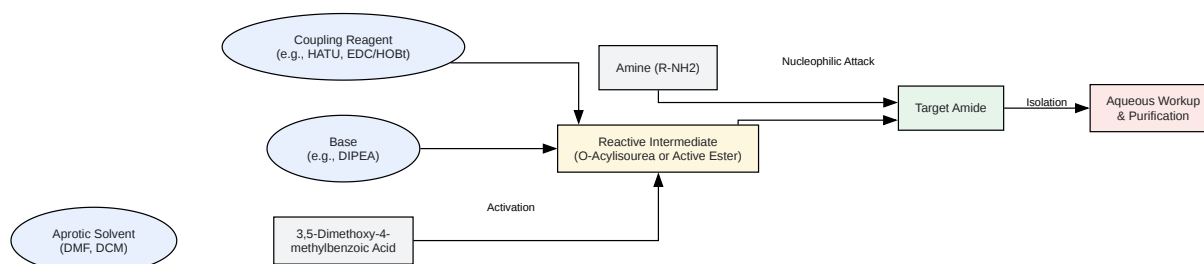 Coupling Reagent
(e.g., HATU, EDC/HOBt)
Amine (R-NH2)
Nucleophilic Attack
Target Amide
Isolation
Aqueous Workup
& Purification
Base
(e.g., DIPEA)
Reactive Intermediate
(O-Acylisourea or Active Ester)
Activation
Aprotic Solvent
(DMF, DCM)
3,5-Dimethoxy-4-
methylbenzoic Acid